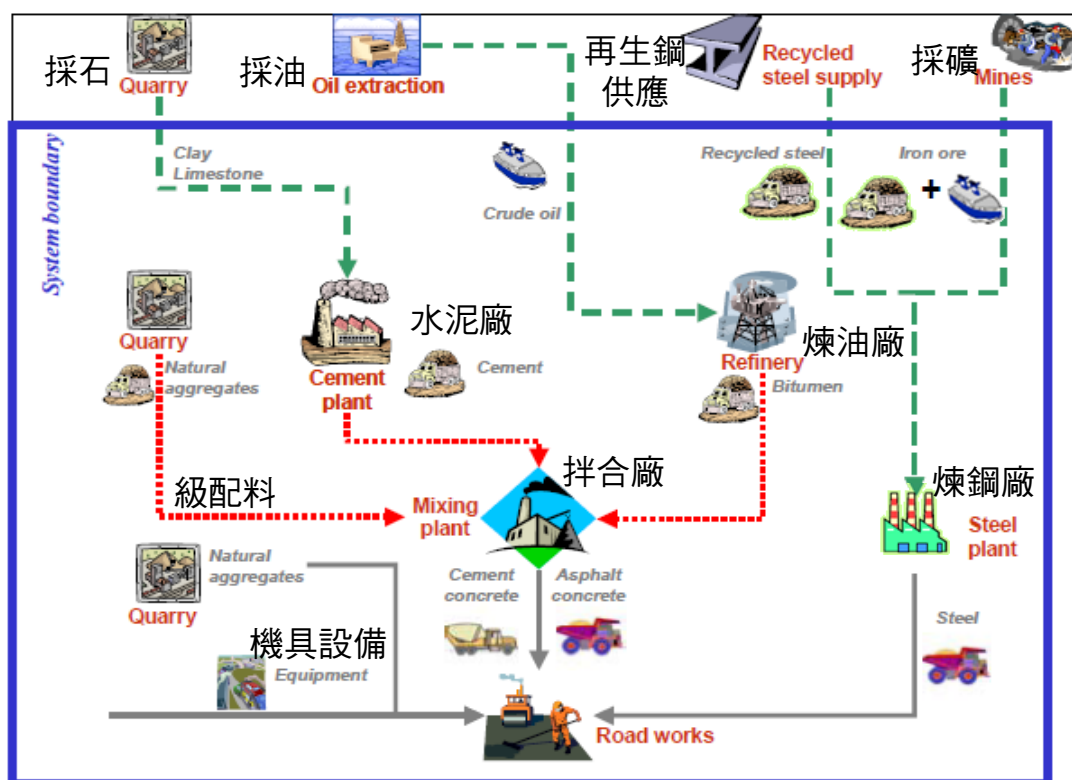 採石
Quarry
採油
Oil extraction
再生鋼
供應
Recycled
steel supply
採礦
Mines
System boundary
Clay
Limestone
Crude oil
Recycled steel
Iron ore
+
Quarry
Natural
aggregates
水泥廠
Cement
plant
Cement
煉油廠
Refinery
Bitumen
級配料
Mixing
plant
拌合廠
煉鋼廠
Steel
plant
Quarry
Natural
aggregates
Cement
concrete
Asphalt
concrete
Steel
機具設備
Equipment
Road works